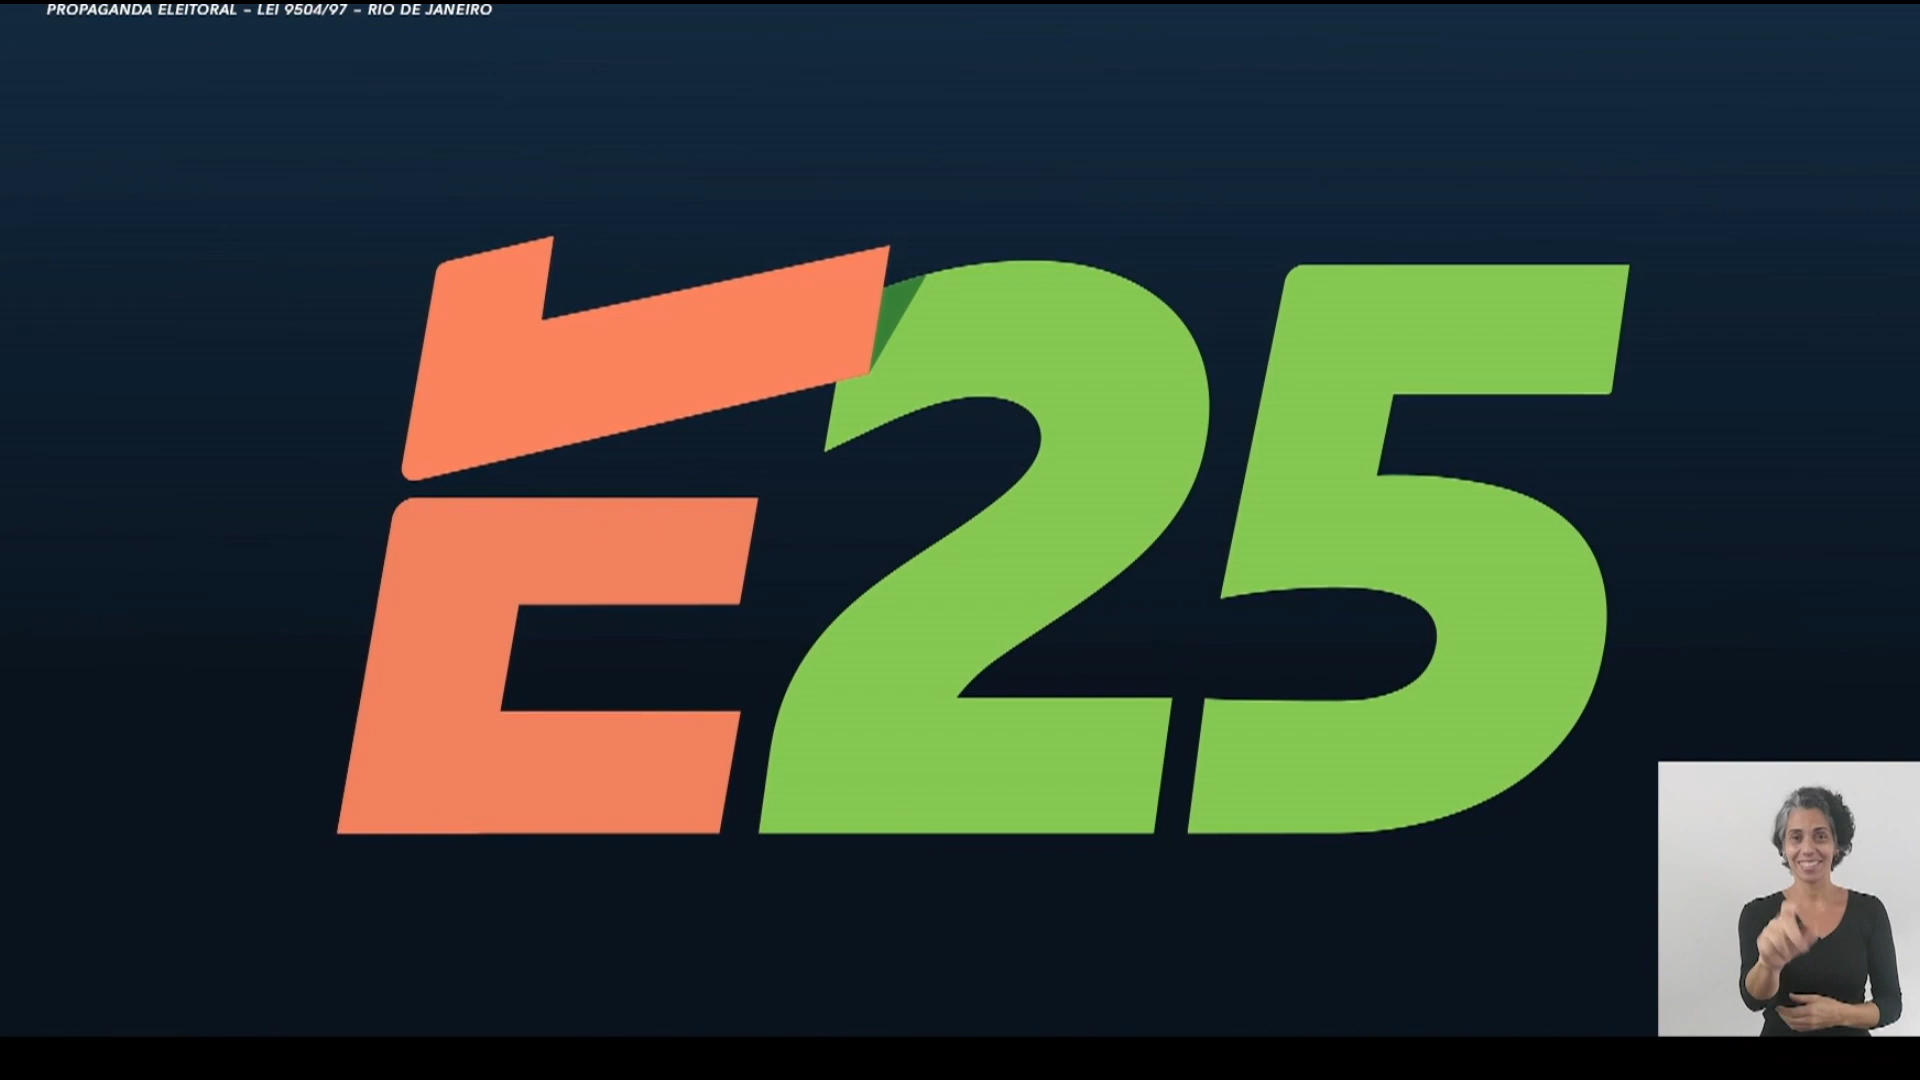 PROPAGANDA ELEITORAL – LEI 9504/97 – RIO DE JANEIRO
É25